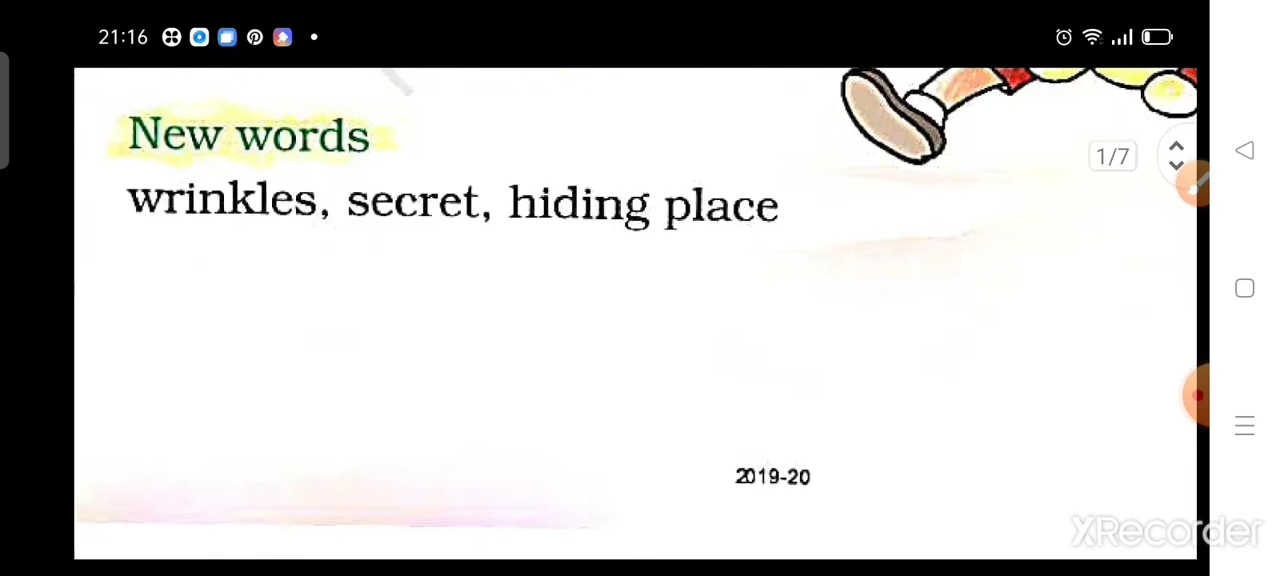 21:16
New words
1/7
wrinkles, secret, hiding place
2019-20
XRecorder